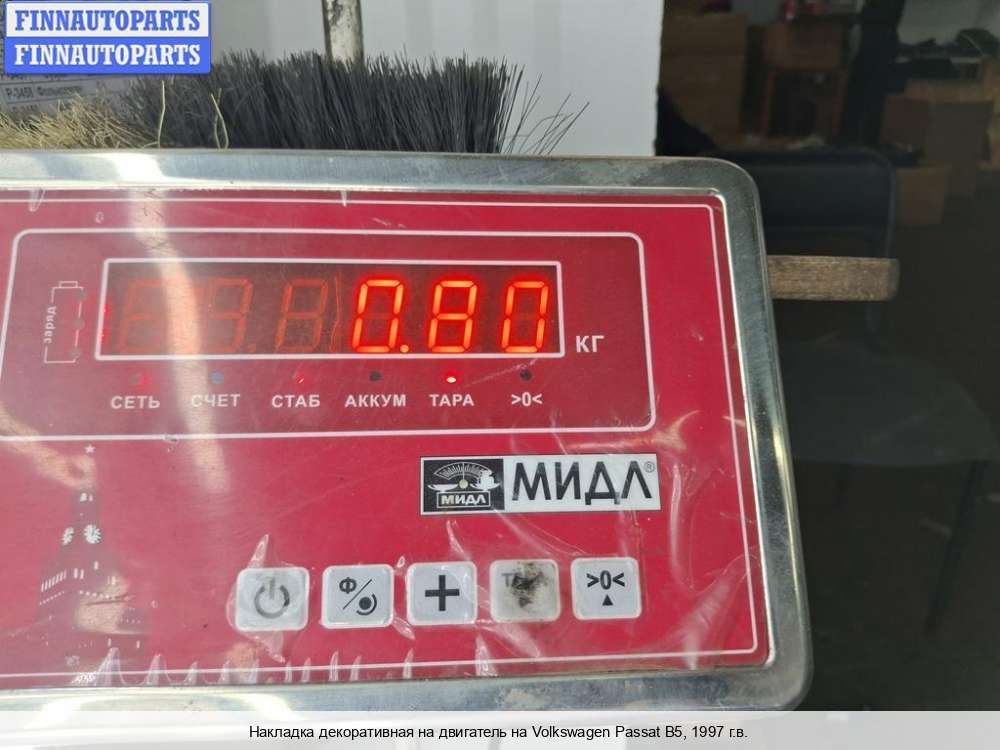 FINNAUTOPARTS
FINNAUTOPARTS
заряд
0.80
КГ
СЕТЬ СЧЕТ СТАБ АККУМ ТАРА >0<
МИДЛ МИДЛ®
Ф >0<
Накладка декоративная на двигатель на Volkswagen Passat B5, 1997 г.в.